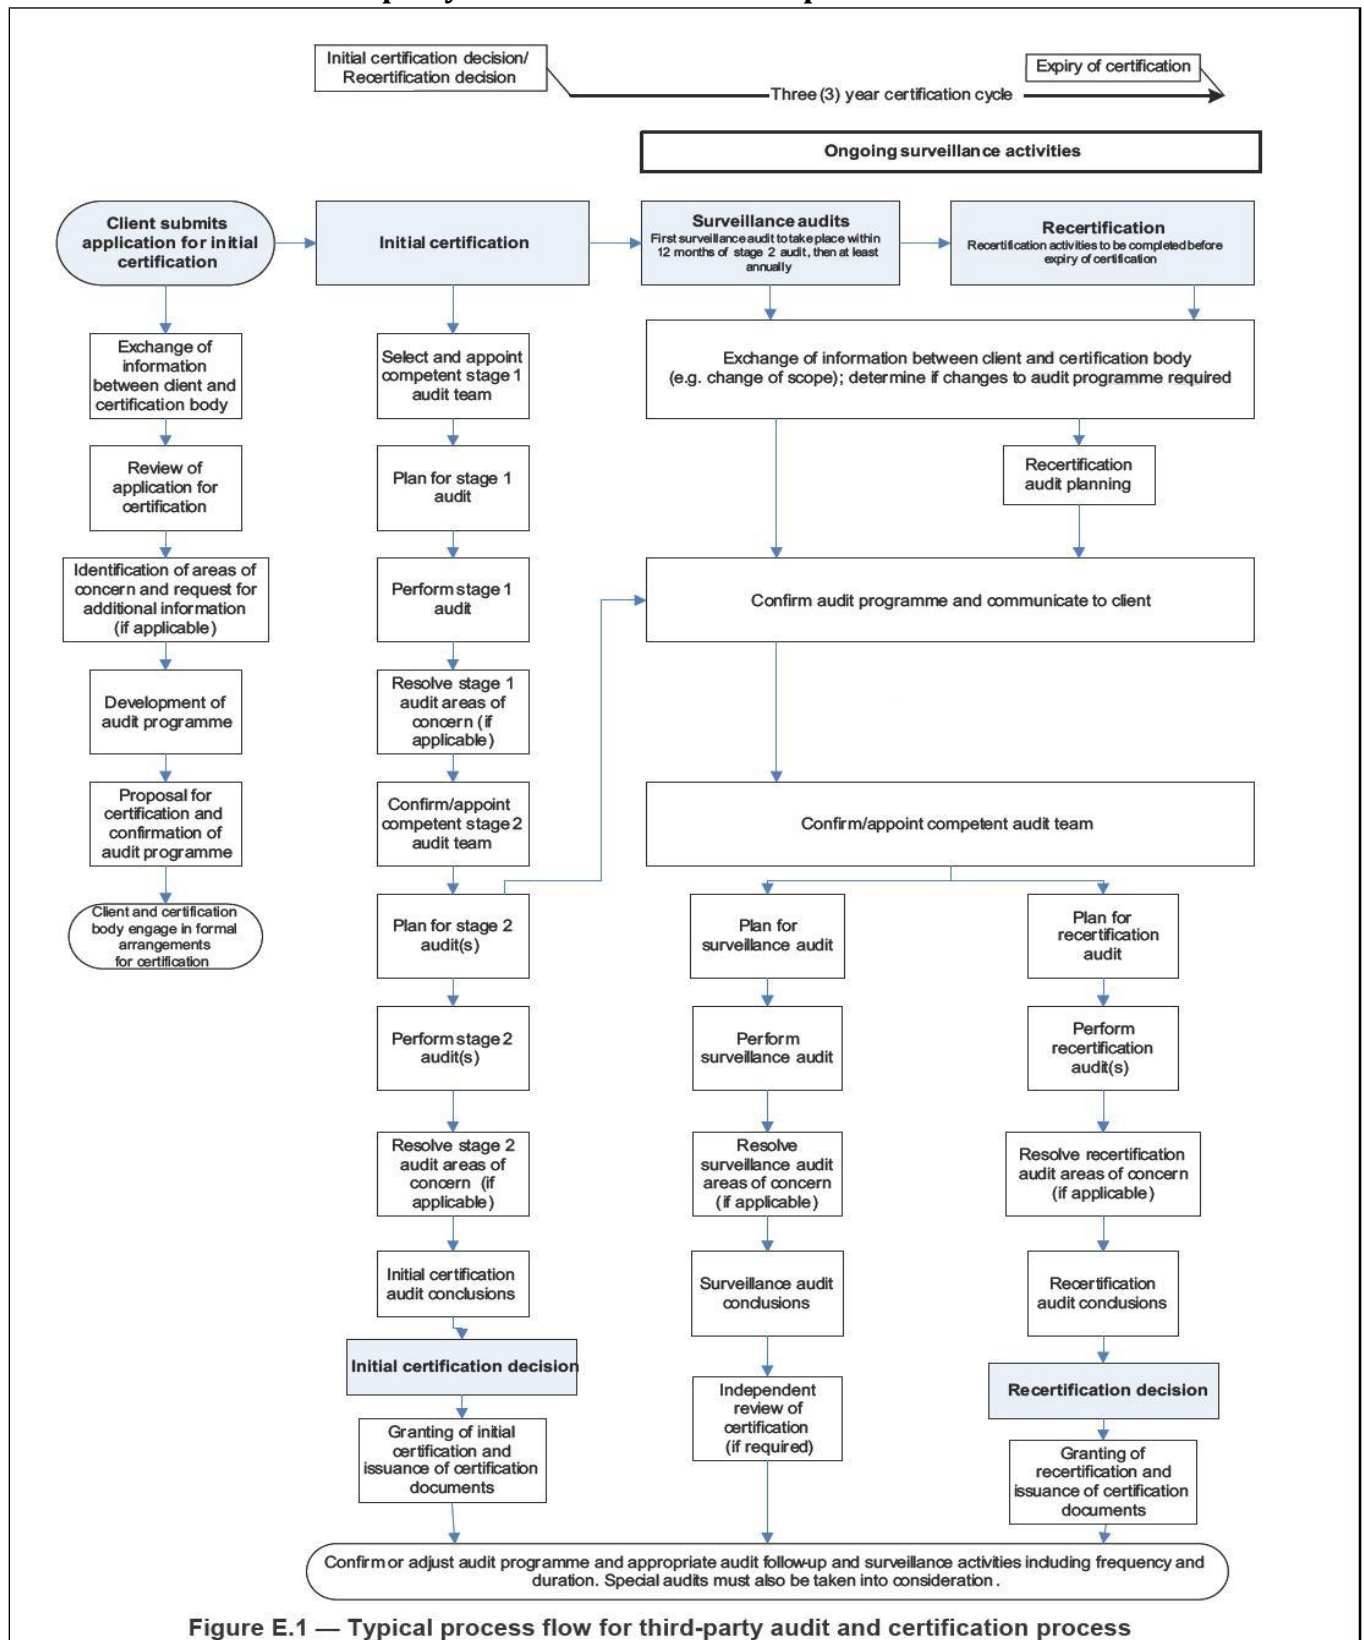 Initial certification decision/
Recertification decision
Expiry of certification
Three (3) year certification cycle
Ongoing surveillance activities
Client submits
application for initial
certification
Initial certification
Surveillance audits
First surveillance audit to take place within
12 months of stage 2 audit, then at least
annually
Recertification
Recertification activities to be completed before
expiry of certification
Exchange of
information
between client and
certification body
Review of
application for
certification
Identification of areas of
concern and request for
additional information
(if applicable)
Development of
audit programme
Proposal for
certification and
confirmation of
audit programme
Client and certification
body engage in formal
arrangements
for certification
Select and appoint
competent stage 1
audit team
Plan for stage 1
audit
Perform stage 1
audit
Resolve stage 1
audit areas of
concern (if
applicable)
Confirm/appoint
competent stage 2
audit team
Plan for stage 2
audit(s)
Perform stage 2
audit(s)
Resolve stage 2
audit areas of
concern (if
applicable)
Initial certification
audit conclusions
Initial certification decision
Granting of initial
certification and
issuance of certification
documents
Exchange of information between client and certification body
(e.g. change of scope); determine if changes to audit programme required
Recertification
audit planning
Confirm audit programme and communicate to client
Confirm/appoint competent audit team
Plan for
surveillance audit
Perform
surveillance audit
Resolve
surveillance audit
areas of concern
(if applicable)
Surveillance audit
conclusions
Independent
review of
certification
(if required)
Plan for
recertification
audit
Perform
recertification
audit(s)
Resolve recertification
audit areas of concern
(if applicable)
Recertification
audit conclusions
Recertification decision
Granting of
recertification and
issuance of certification
documents
Confirm or adjust audit programme and appropriate audit follow-up and surveillance activities including frequency and
duration. Special audits must also be taken into consideration.
Figure E.1 — Typical process flow for third-party audit and certification process